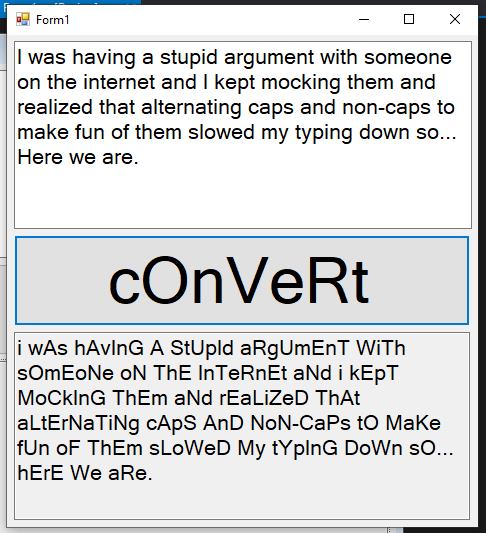 Form1
I was having a stupid argument with someone
on the internet and I kept mocking them and
realized that alternating caps and non-caps to
make fun of them slowed my typing down so...
Here we are.
cOnVeRt
i wAs hAvInG A StUpId aRgUmEnT WiTh
sOmEoNe oN ThE InTeRnEt aNd i kEpT
MoCkInG ThEm aNd rEaLiZeD ThAt
aLtErNaTiNg cApS AnD NoN-CaPs tO MaKe
fUn oF ThEm sLoWeD My tYpInG DoWn sO...
hErE We aRe.